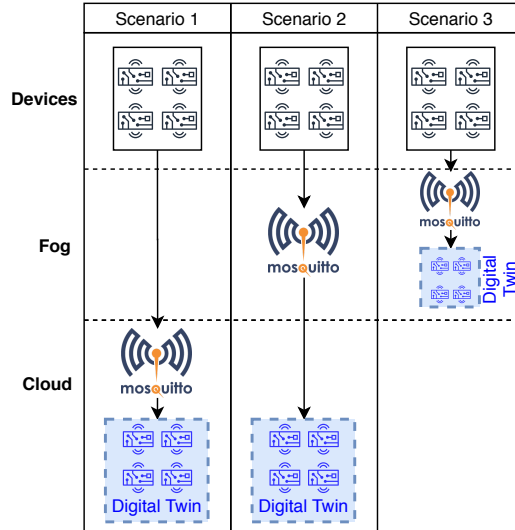 Scenario 1 Scenario 2 Scenario 3
Devices
Fog
mosquitto
mosquitto
Digital
Twin
Cloud
mosquitto
Digital Twin
Digital Twin